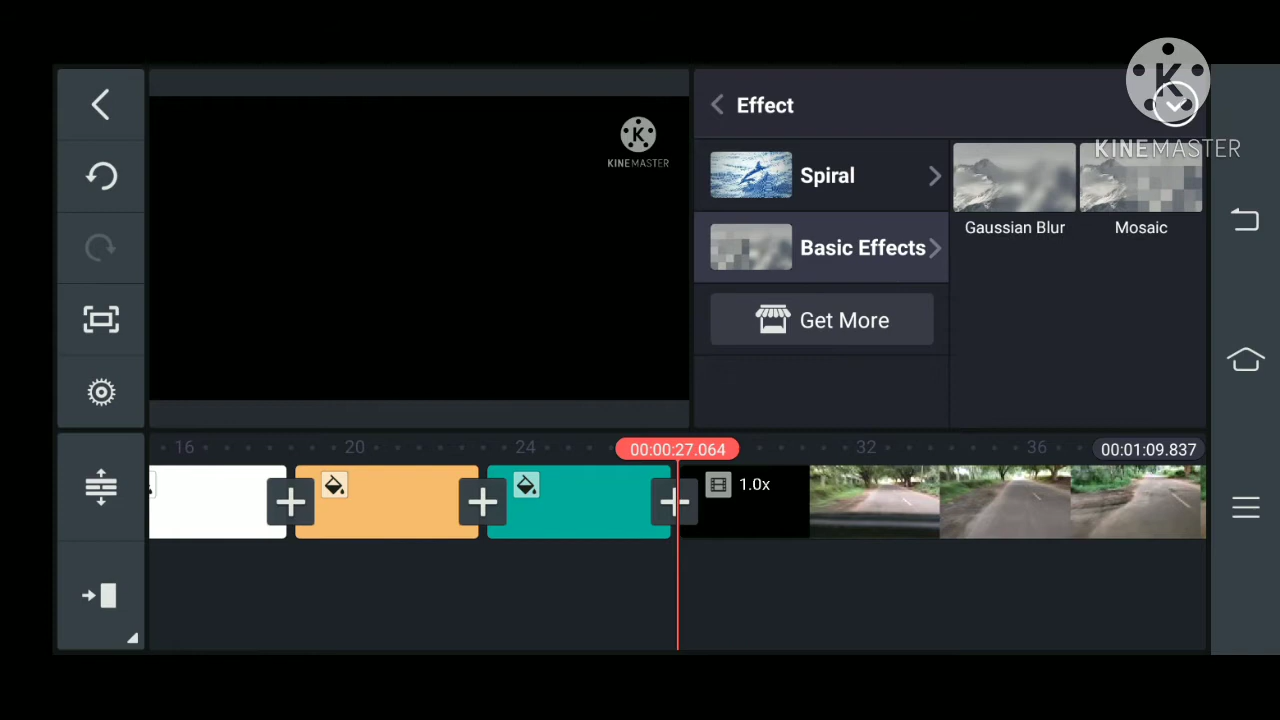 Effect
KINEMASTER
KINEMASTER
Spiral
Basic Effects
Get More
Gaussian Blur
Mosaic
16
20
24
00:00:27.064
32
36
00:01:09.837
1.0x